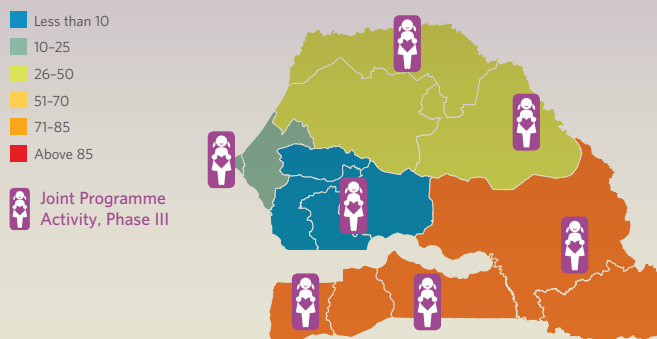 Less than 10
10–25
26–50
51–70
71–85
Above 85
Joint Programme
Activity, Phase III